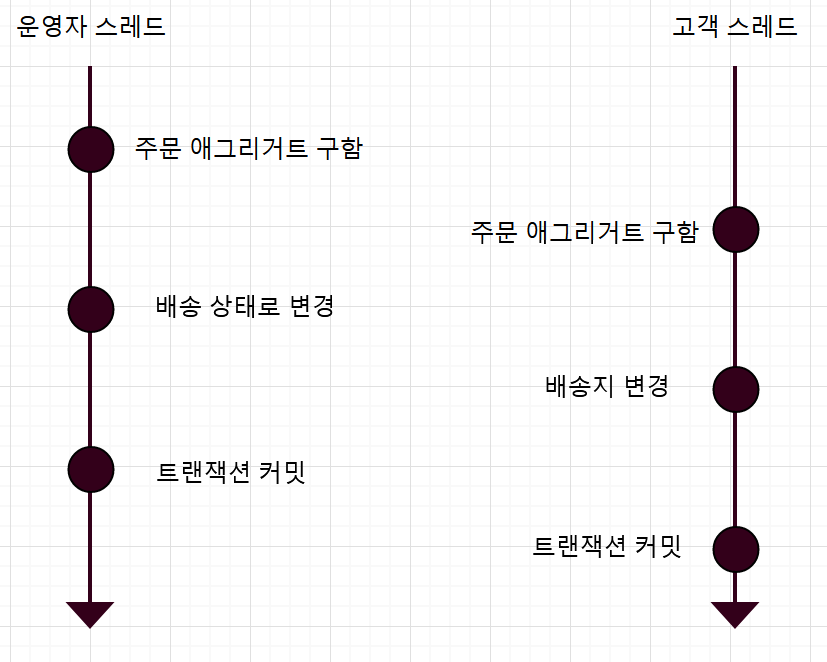 운영자 스레드
고객 스레드
주문 애그리거트 구함
주문 애그리거트 구함
배송 상태로 변경
배송지 변경
트랜잭션 커밋
트랜잭션 커밋